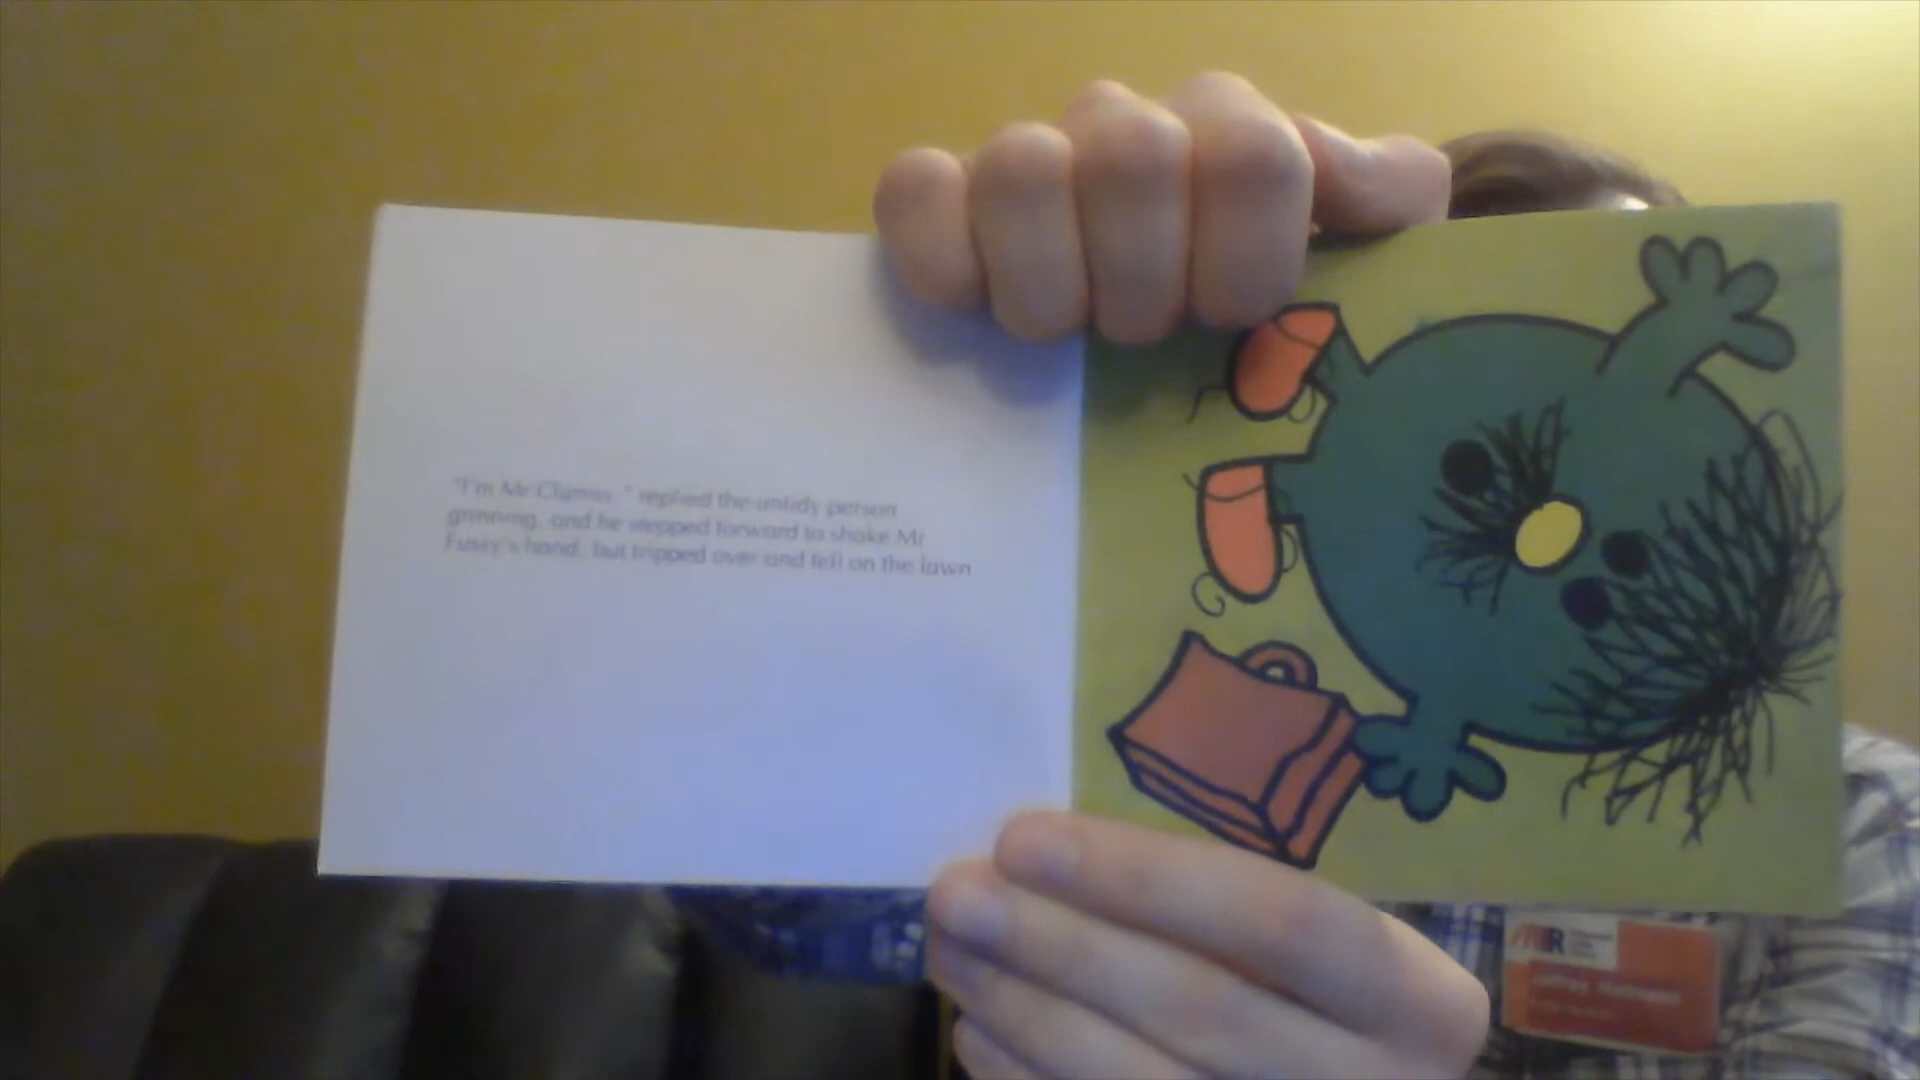 "I'm Mr Clumsy," replied the untidy person
grinning, and he stepped forward to shake Mr
Fussy's hand, but tripped over and fell on the lawn
MR